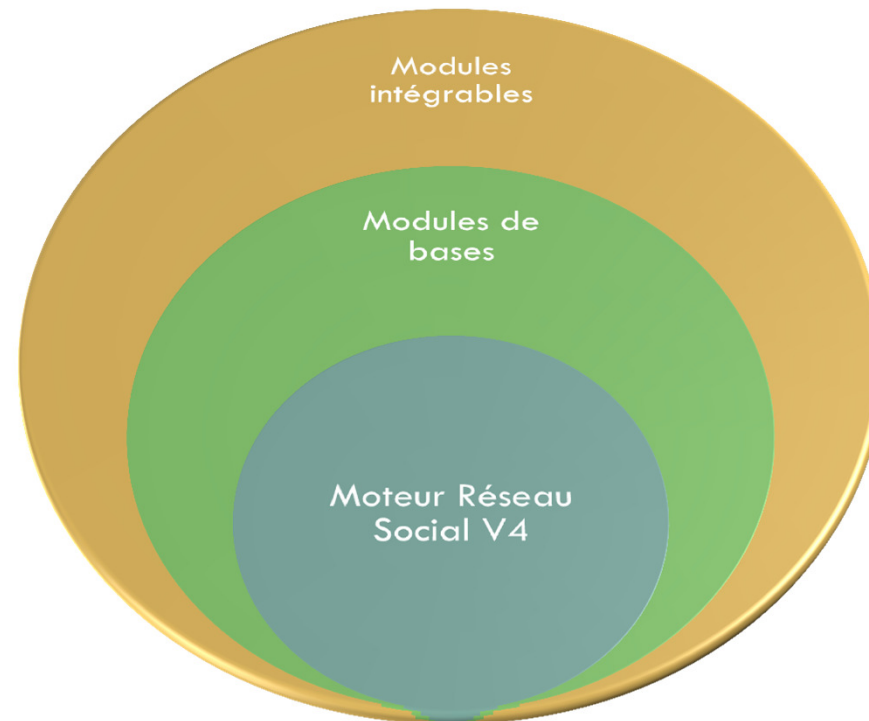 Modules
intégrables
Modules de
bases
Moteur Réseau
Social V4